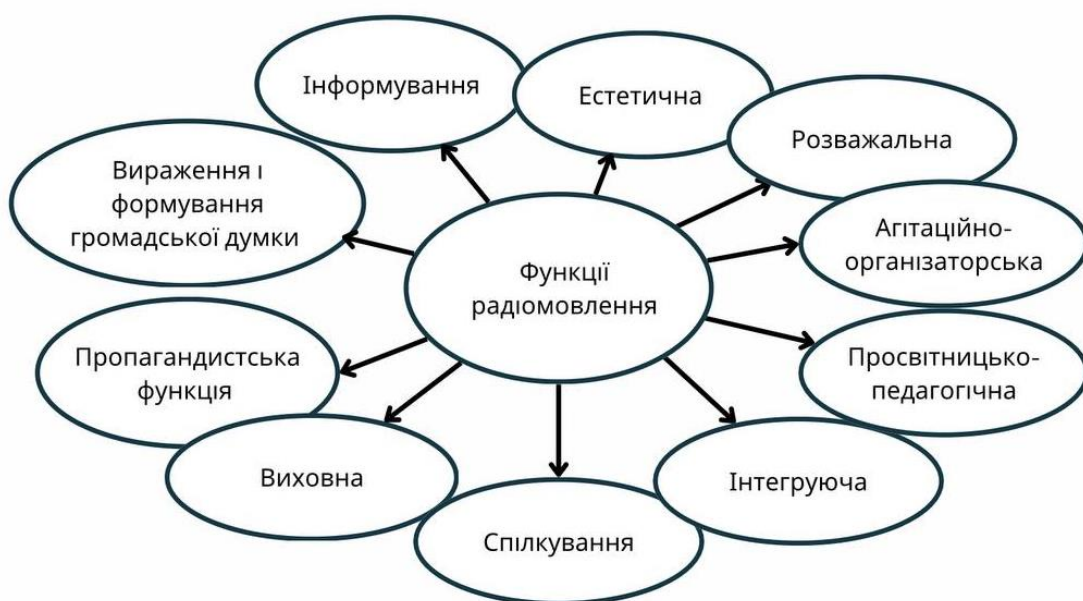 Інформування
Естетична
Розважальна
Вираження і
формування
громадської думки
Агітаційно-
організаторська
Функції
радіомовлення
Пропагандистська
функція
Просвітницько-
педагогічна
Виховна
Інтегруюча
Спілкування